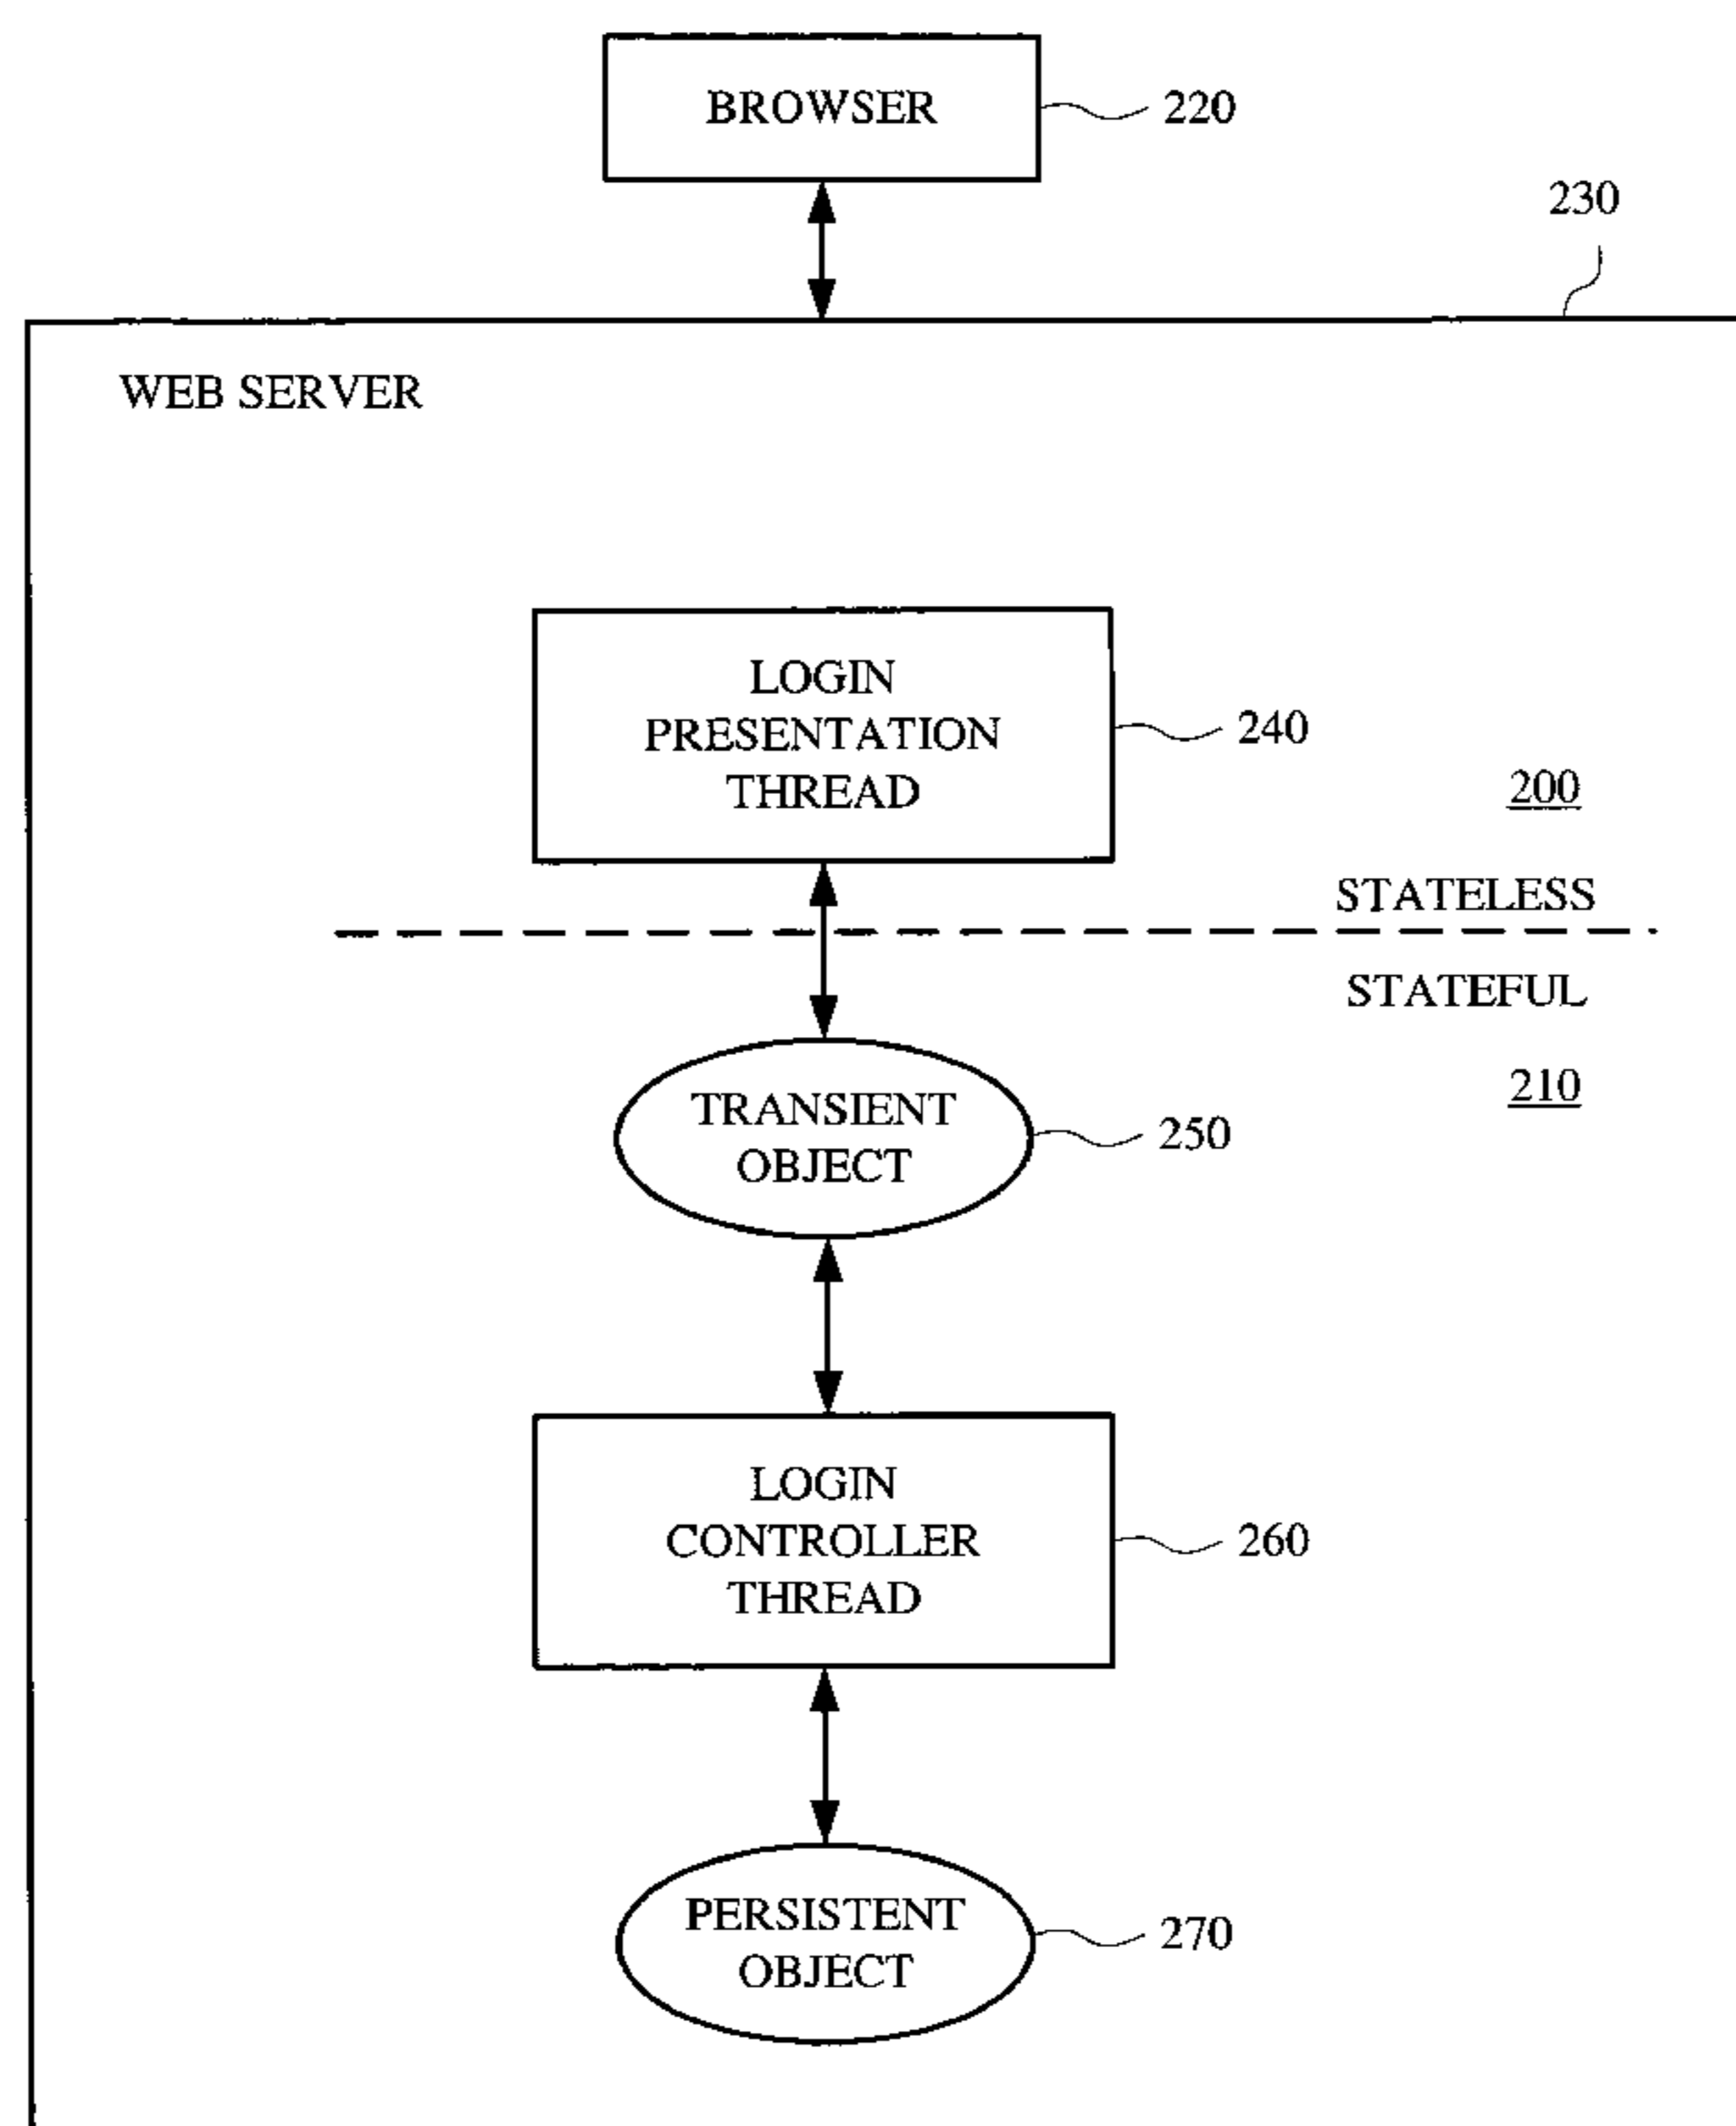 BROWSER
220
230
WEB SERVER
LOGIN
PRESENTATION
THREAD
240
200
STATELESS
STATEFUL
210
TRANSIENT
OBJECT
250
LOGIN
CONTROLLER
THREAD
260
PERSISTENT
OBJECT
270